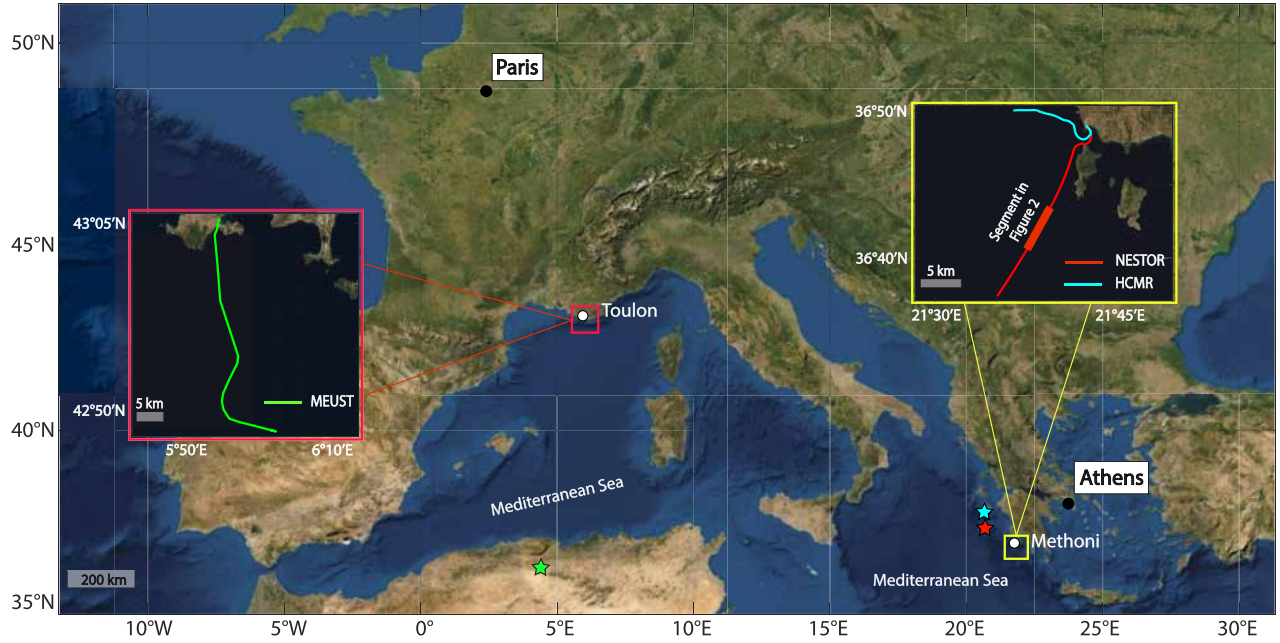 50°N
45°N
40°N
35°N
Paris
43°05'N
42°50'N
5 km
MEUST
5°50'E
6°10'E
Toulon
36°50'N
36°40'N
Segment in
Figure 2
5 km
NESTOR
HCMR
21°30'E
21°45'E
Mediterranean Sea
Athens
Methoni
Mediterranean Sea
200 km
10°W
5°W
0°
5°E
10°E
15°E
20°E
25°E
30°E